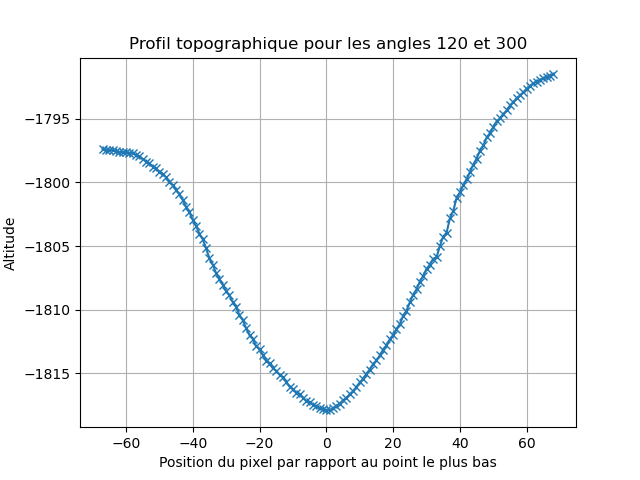 Profil topographique pour les angles 120 et 300
−1795
−1800
−1805
−1810
−1815
Altitude
−60 −40 −20 0 20 40 60
Position du pixel par rapport au point le plus bas